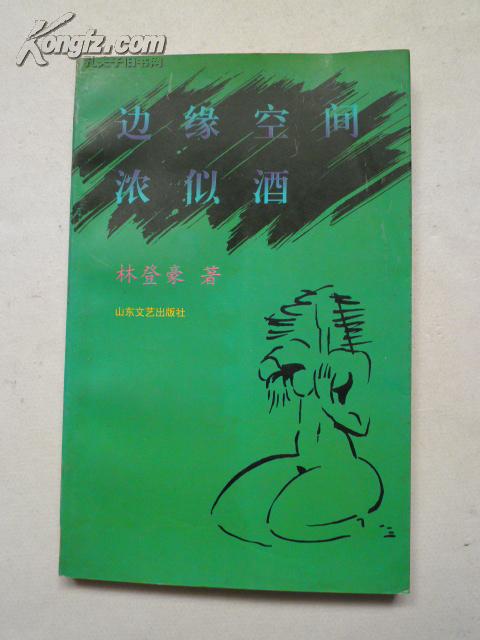 Kongfz.com
孔夫子旧书网
边缘空间
浓似酒
林登豪 著
山东文艺出版社